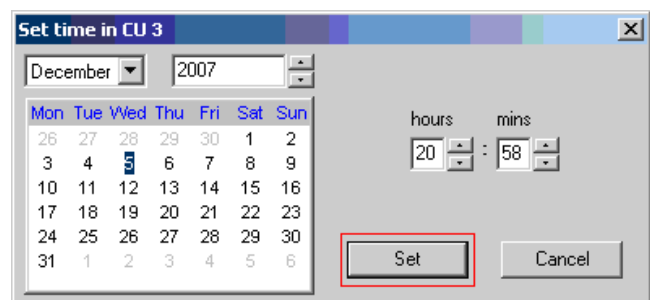 Set time in CU 3
December 2007
Mon Tue Wed Thu Fri Sat Sun
26 27 28 29 30 1 2
3 4 5 6 7 8 9
10 11 12 13 14 15 16
17 18 19 20 21 22 23
24 25 26 27 28 29 30
31 1 2 3 4 5 6
hours mins
20 : 58
Set Cancel